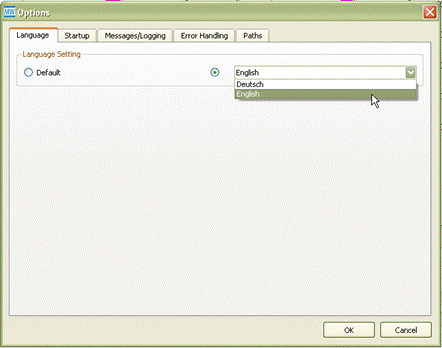 Options
Language Startup Messages/Logging Error Handling Paths
Language Setting
Default English
Deutsch
English
OK Cancel